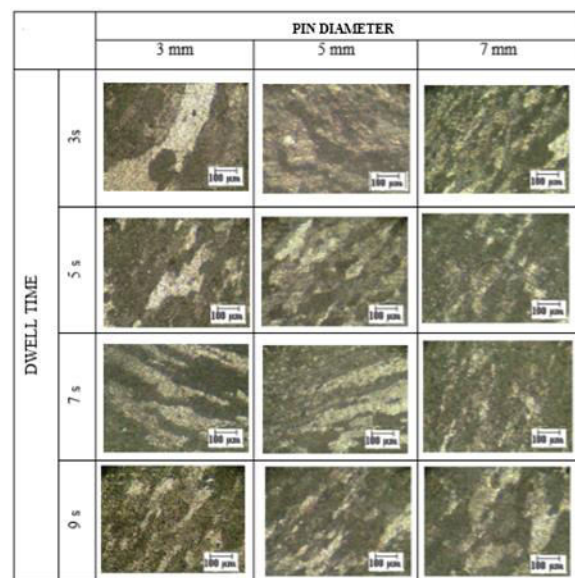 PIN DIAMETER
3 mm 5 mm 7 mm
DWELL TIME
3s
100 µm 100 µm 100 µm
5 s
100 µm 100 µm 100 µm
7 s
100 µm 100 µm 100 µm
9 s
100 µm 100 µm 100 µm